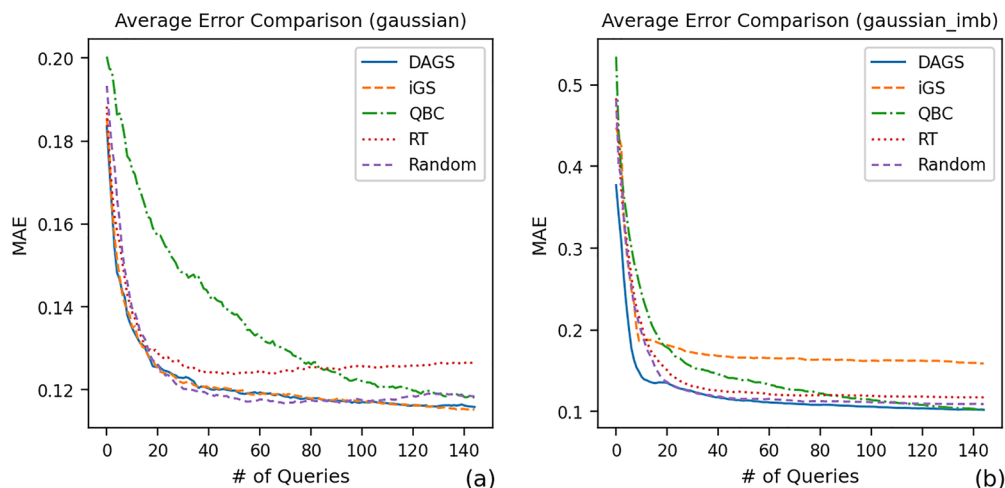 Average Error Comparison (gaussian)
MAE
0.20
0.18
0.16
0.14
0.12
DAGS
iGS
QBC
RT
Random
0 20 40 60 80 100 120 140
# of Queries
(a)
Average Error Comparison (gaussian_imb)
MAE
0.5
0.4
0.3
0.2
0.1
DAGS
iGS
QBC
RT
Random
0 20 40 60 80 100 120 140
# of Queries
(b)